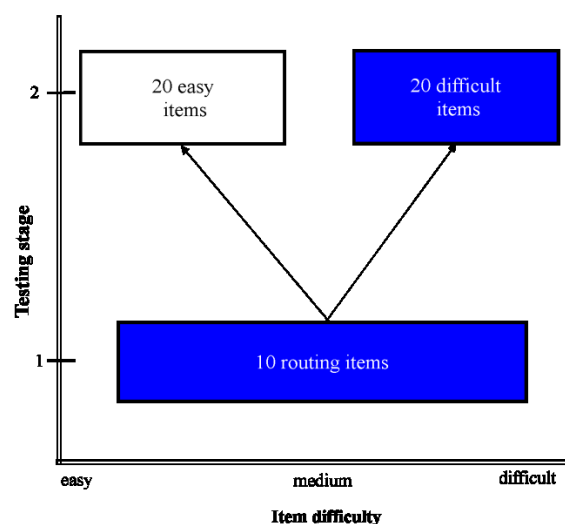 20 easy
items
20 difficult
items
2
Testing stage
10 routing items
1
easy
medium
difficult
Item difficulty